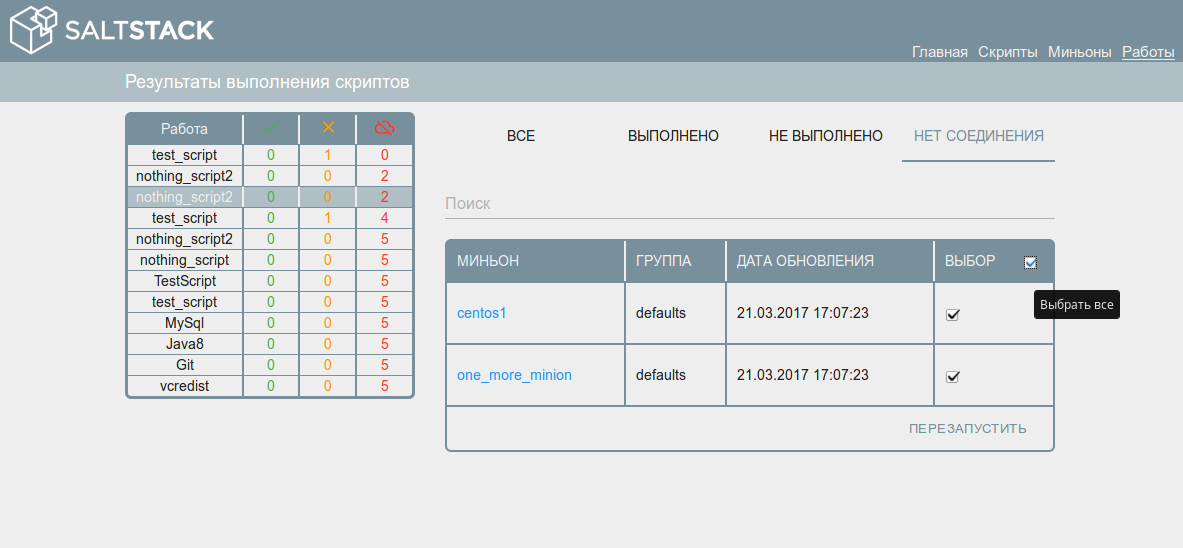 SALTSTACK
Главная Скрипты Миньоны Работы
Результаты выполнения скриптов
Работа
test_script 0 1 0
nothing_script2 0 0 2
nothing_script2 0 0 2
test_script 0 1 4
nothing_script2 0 0 5
nothing_script 0 0 5
TestScript 0 0 5
test_script 0 0 5
MySql 0 0 5
Java8 0 0 5
Git 0 0 5
vcredist 0 0 5
ВСЕ ВЫПОЛНЕНО НЕ ВЫПОЛНЕНО НЕТ СОЕДИНЕНИЯ
Поиск
МИНЬОН ГРУППА ДАТА ОБНОВЛЕНИЯ ВЫБОР
Выбрать все
centos1 defaults 21.03.2017 17:07:23
one_more_minion defaults 21.03.2017 17:07:23
ПЕРЕЗАПУСТИТЬ